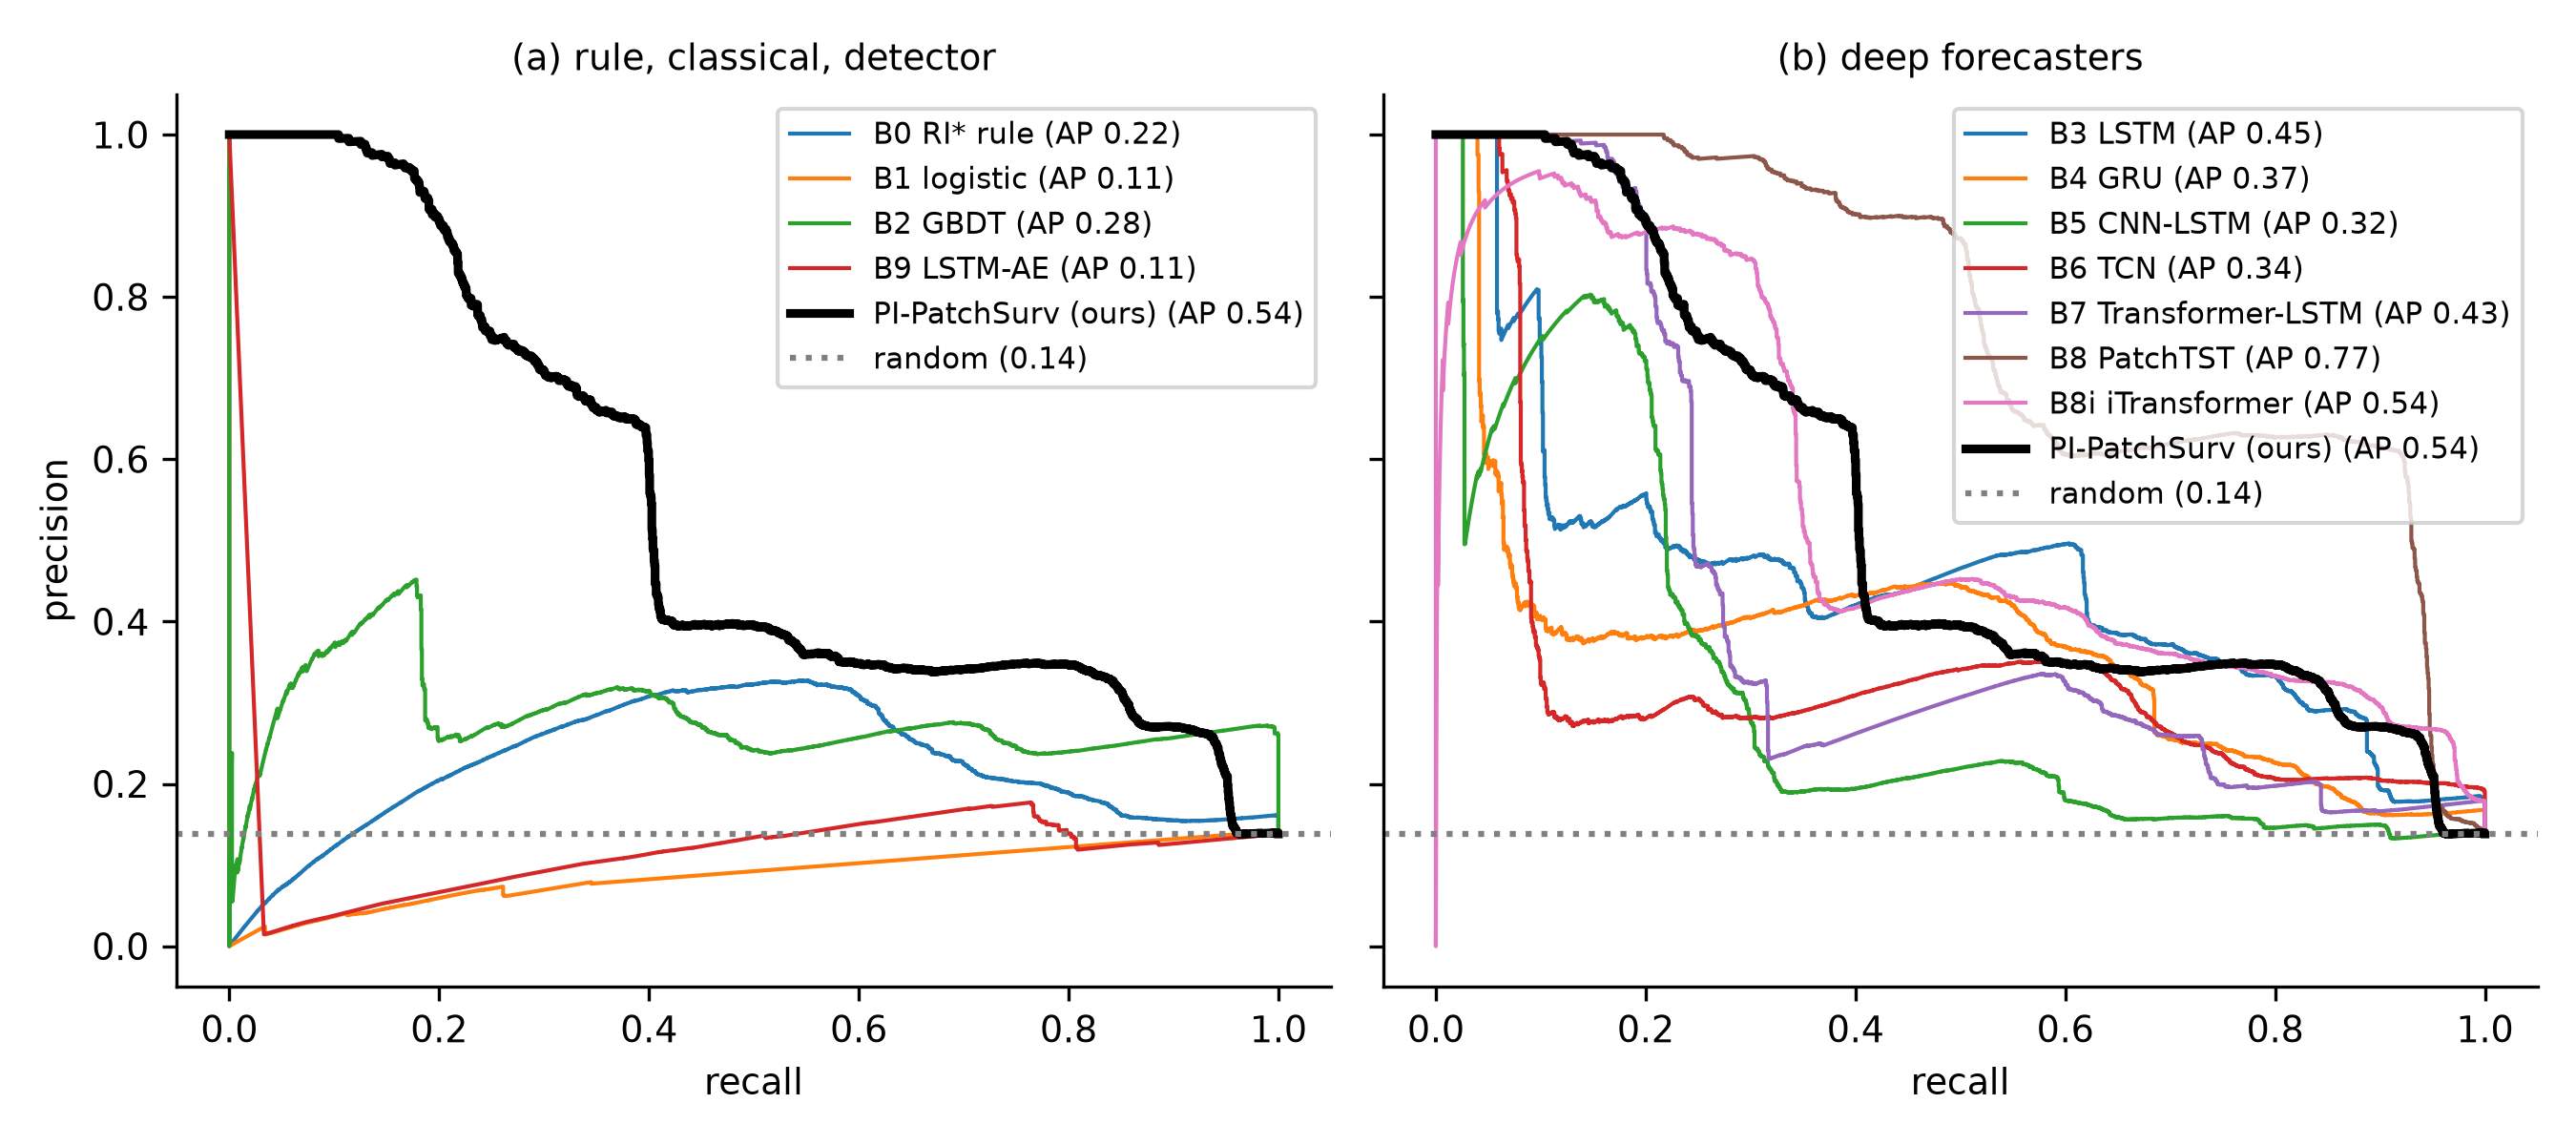 (a) rule, classical, detector
(b) deep forecasters
precision
1.0
0.8
0.6
0.4
0.2
0.0
B0 RI* rule (AP 0.22)
B1 logistic (AP 0.11)
B2 GBDT (AP 0.28)
B9 LSTM-AE (AP 0.11)
PI-PatchSurv (ours) (AP 0.54)
random (0.14)
0.0 0.2 0.4 0.6 0.8 1.0
recall
B3 LSTM (AP 0.45)
B4 GRU (AP 0.37)
B5 CNN-LSTM (AP 0.32)
B6 TCN (AP 0.34)
B7 Transformer-LSTM (AP 0.43)
B8 PatchTST (AP 0.77)
B8i iTransformer (AP 0.54)
PI-PatchSurv (ours) (AP 0.54)
random (0.14)
0.0 0.2 0.4 0.6 0.8 1.0
recall